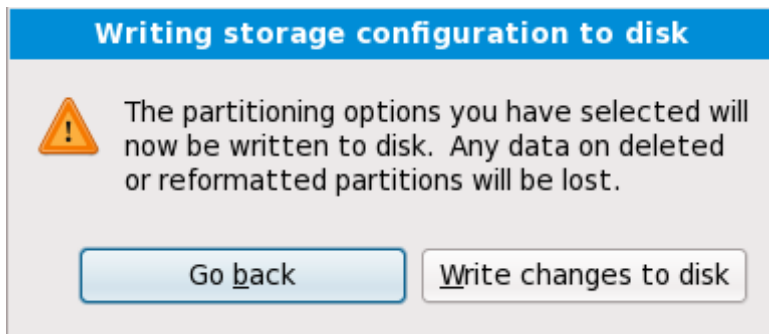 Writing storage configuration to disk
The partitioning options you have selected will
now be written to disk.  Any data on deleted
or reformatted partitions will be lost.
Go back
Write changes to disk